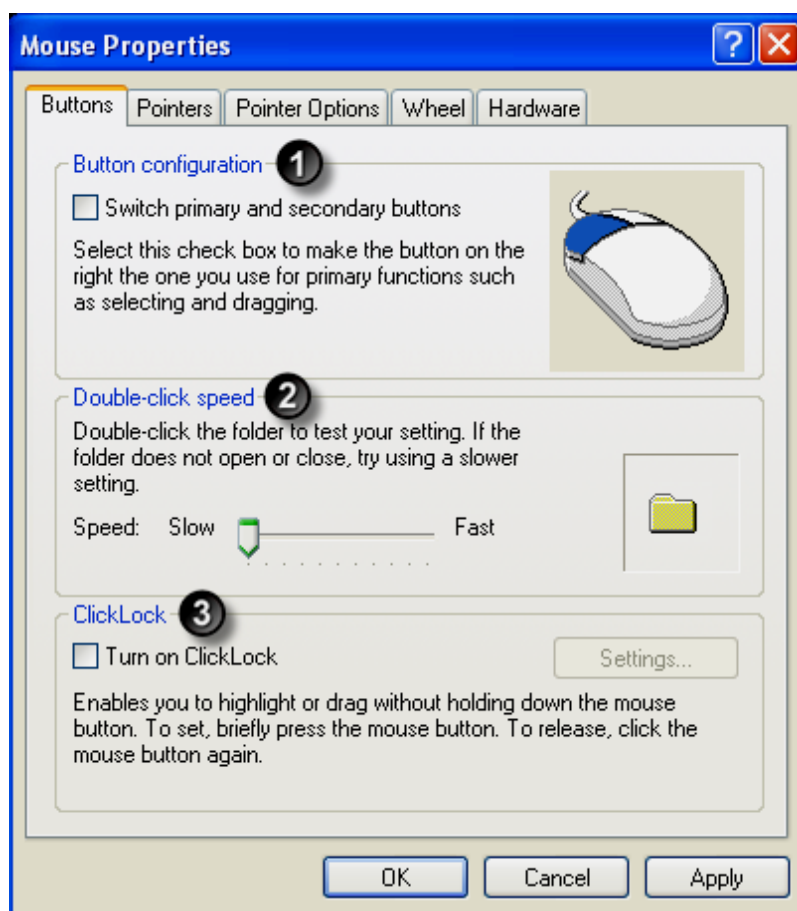 Mouse Properties
Buttons Pointers Pointer Options Wheel Hardware
Button configuration 1
Switch primary and secondary buttons
Select this check box to make the button on the
right the one you use for primary functions such
as selecting and dragging.
Double-click speed 2
Double-click the folder to test your setting. If the
folder does not open or close, try using a slower
setting.
Speed: Slow Fast
ClickLock 3
Turn on ClickLock Settings...
Enables you to highlight or drag without holding down the mouse
button. To set, briefly press the mouse button. To release, click the
mouse button again.
OK Cancel Apply